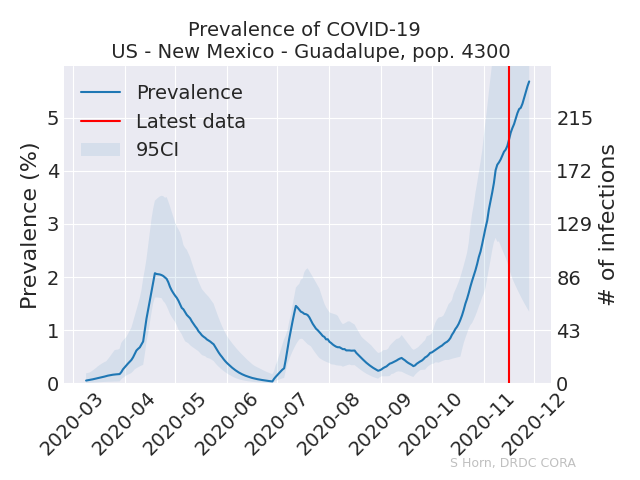 Prevalence of COVID-19
US - New Mexico - Guadalupe, pop. 4300
Prevalence
Latest data
95CI
Prevalence (%)
5
4
3
2
1
0
215
172
129
86
43
0
# of infections
2020-03
2020-04
2020-05
2020-06
2020-07
2020-08
2020-09
2020-10
2020-11
2020-12
S Horn, DRDC CORA